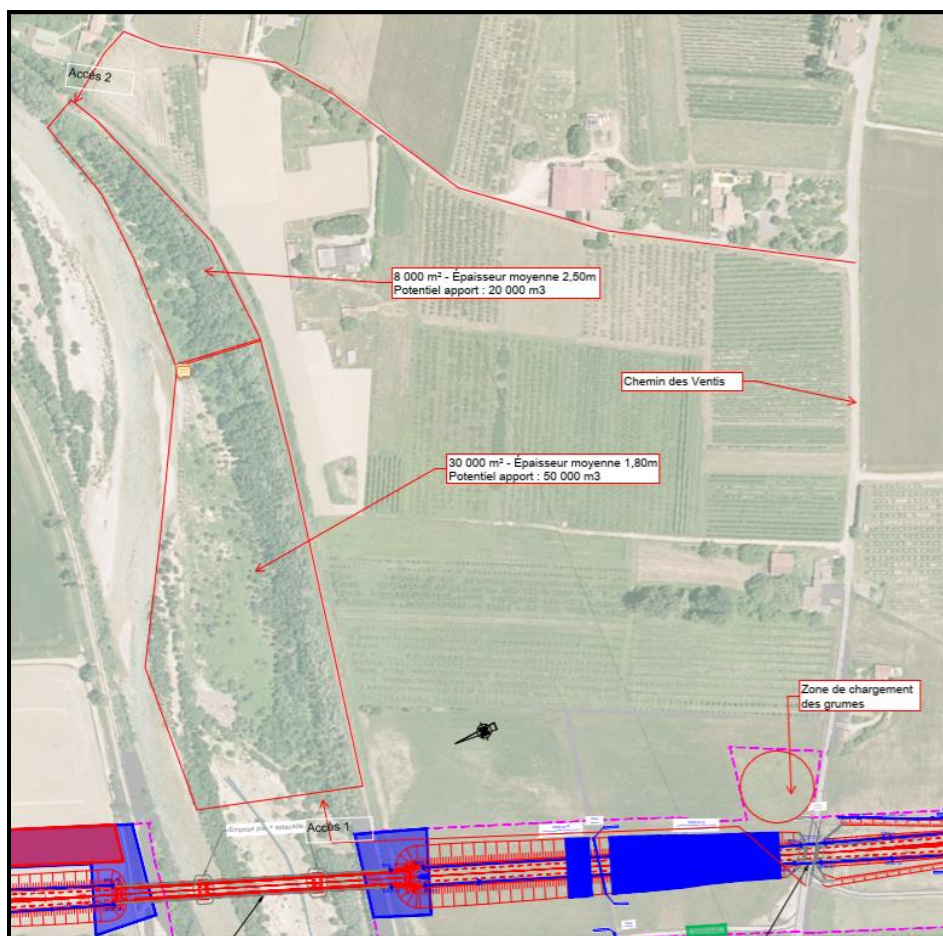 Accès 2
8 000 m² - Épaisseur moyenne 2,50m
Potentiel apport : 20 000 m3
Chemin des Ventis
30 000 m² - Épaisseur moyenne 1,80m
Potentiel apport : 50 000 m3
Zone de chargement
des grumes
Accès 1